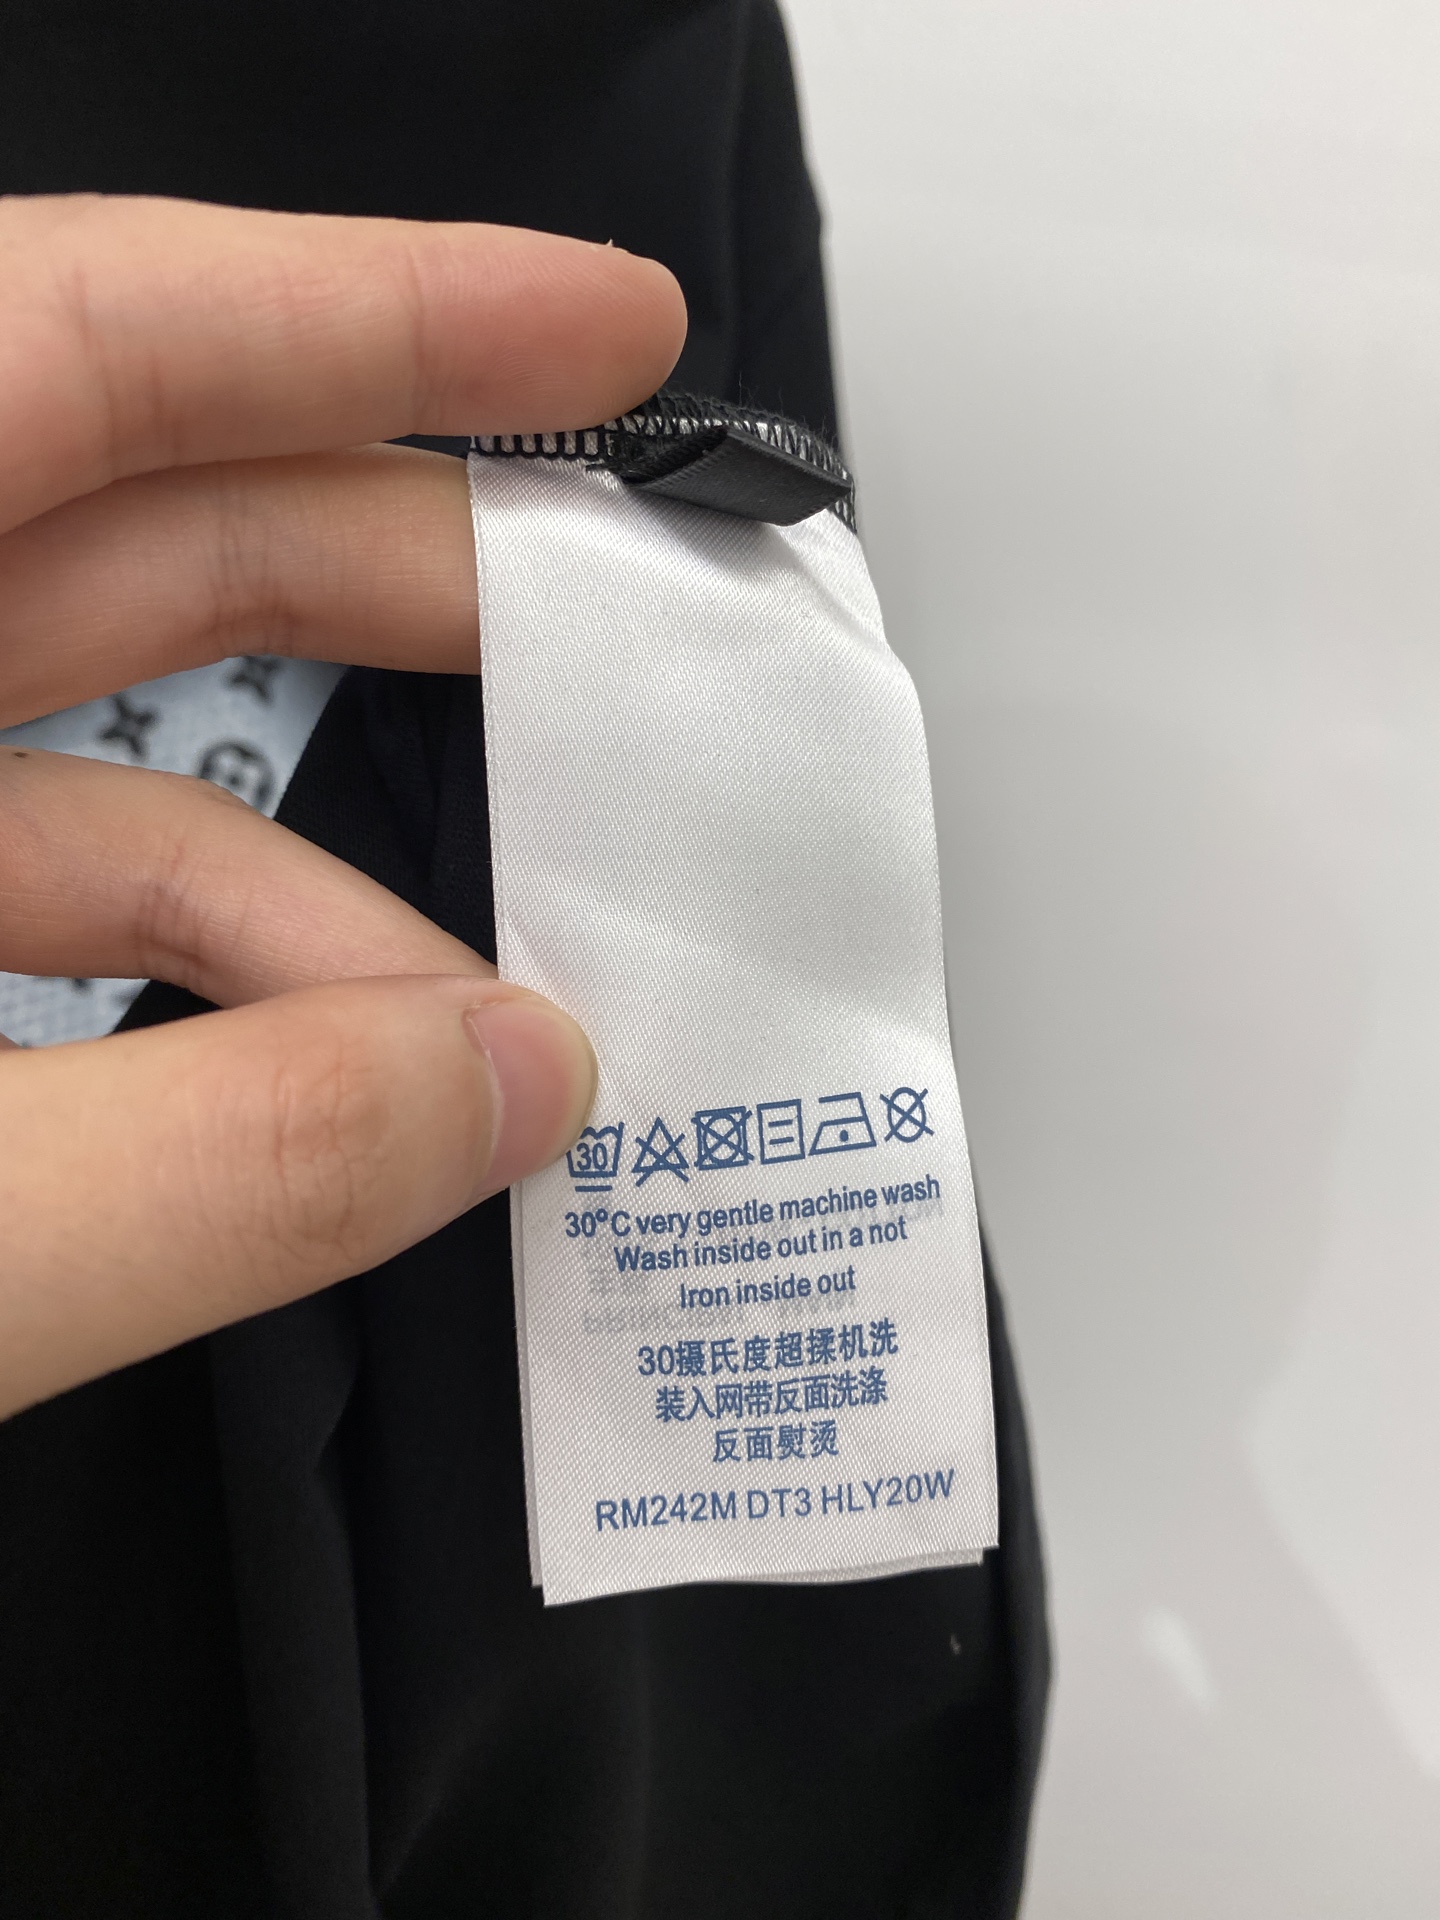 30
30°C very gentle machine wash
Wash inside out in a not
Iron inside out
30摄氏度超揉机洗
装入网带反面洗涤
反面熨烫
RM242M DT3 HLY20W